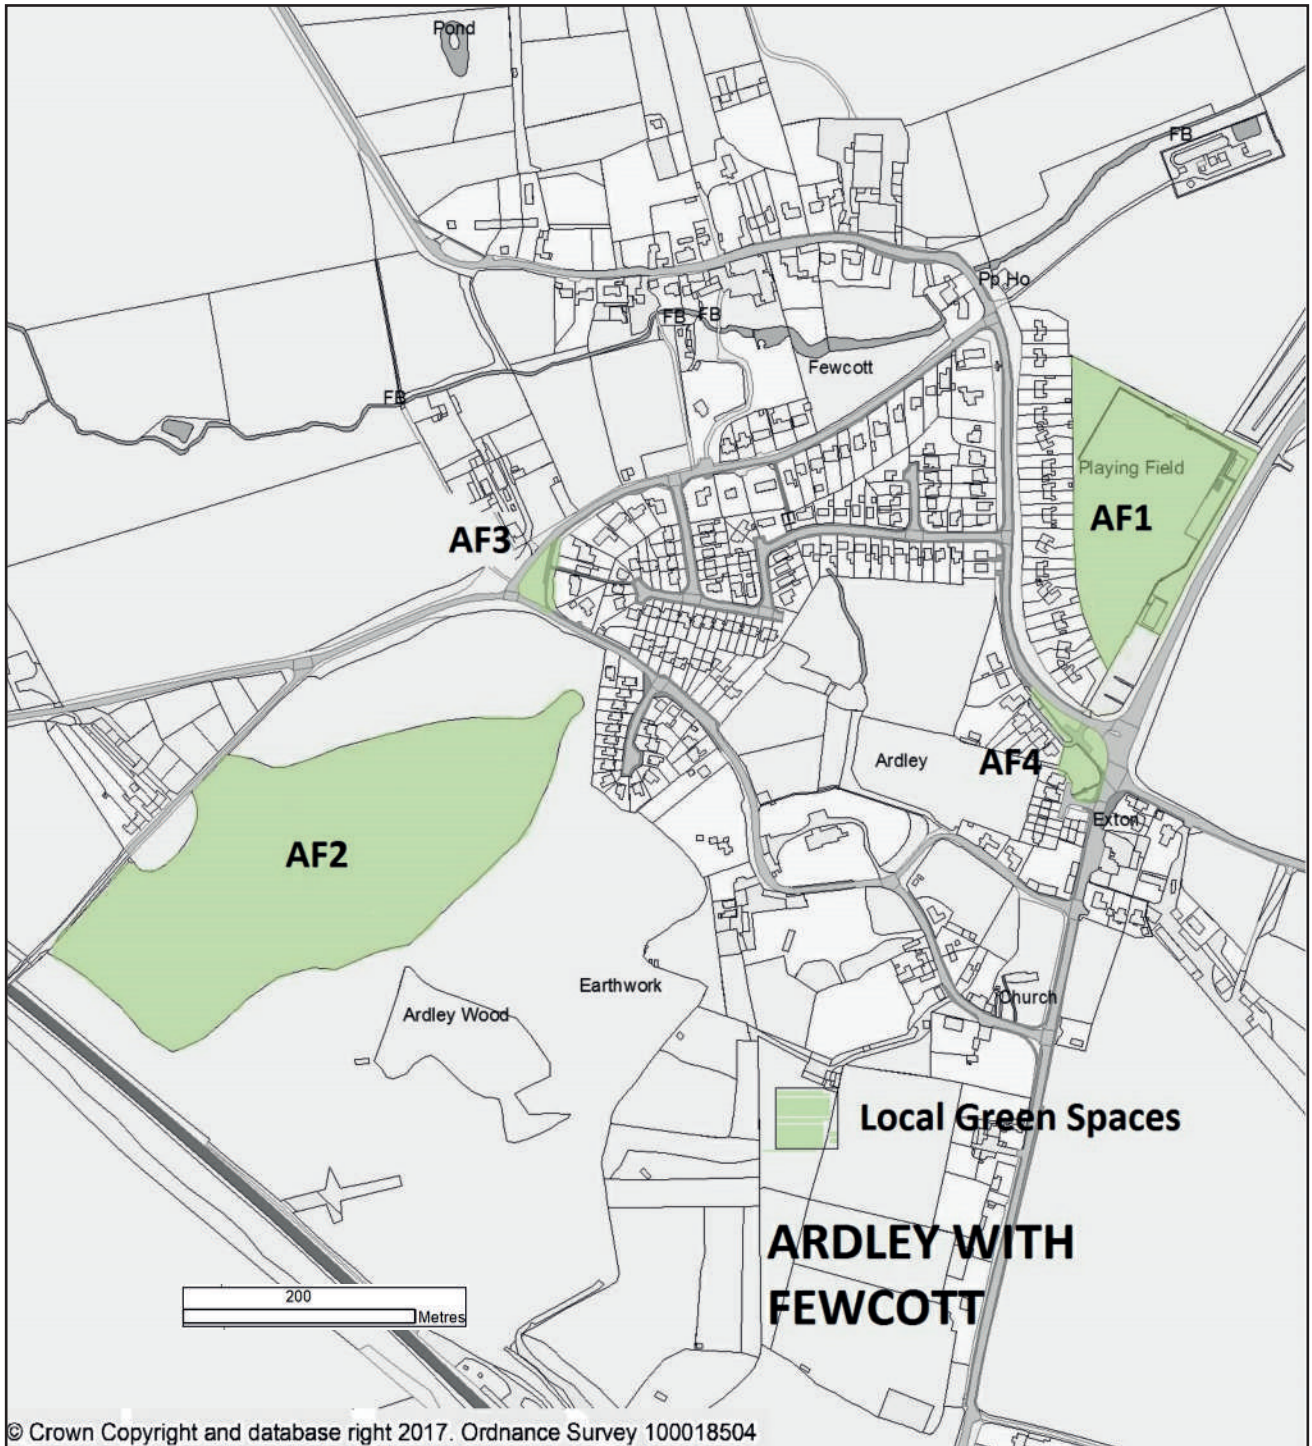 Pond
FB
Pp Ho
FB FB
Fewcott
FB
Playing Field
AF1
AF3
Ardley
AF4
Exton
AF2
Earthwork
Church
Ardley Wood
Local Green Spaces
ARDLEY WITH
FEWCOTT
200
Metres
© Crown Copyright and database right 2017. Ordnance Survey 100018504